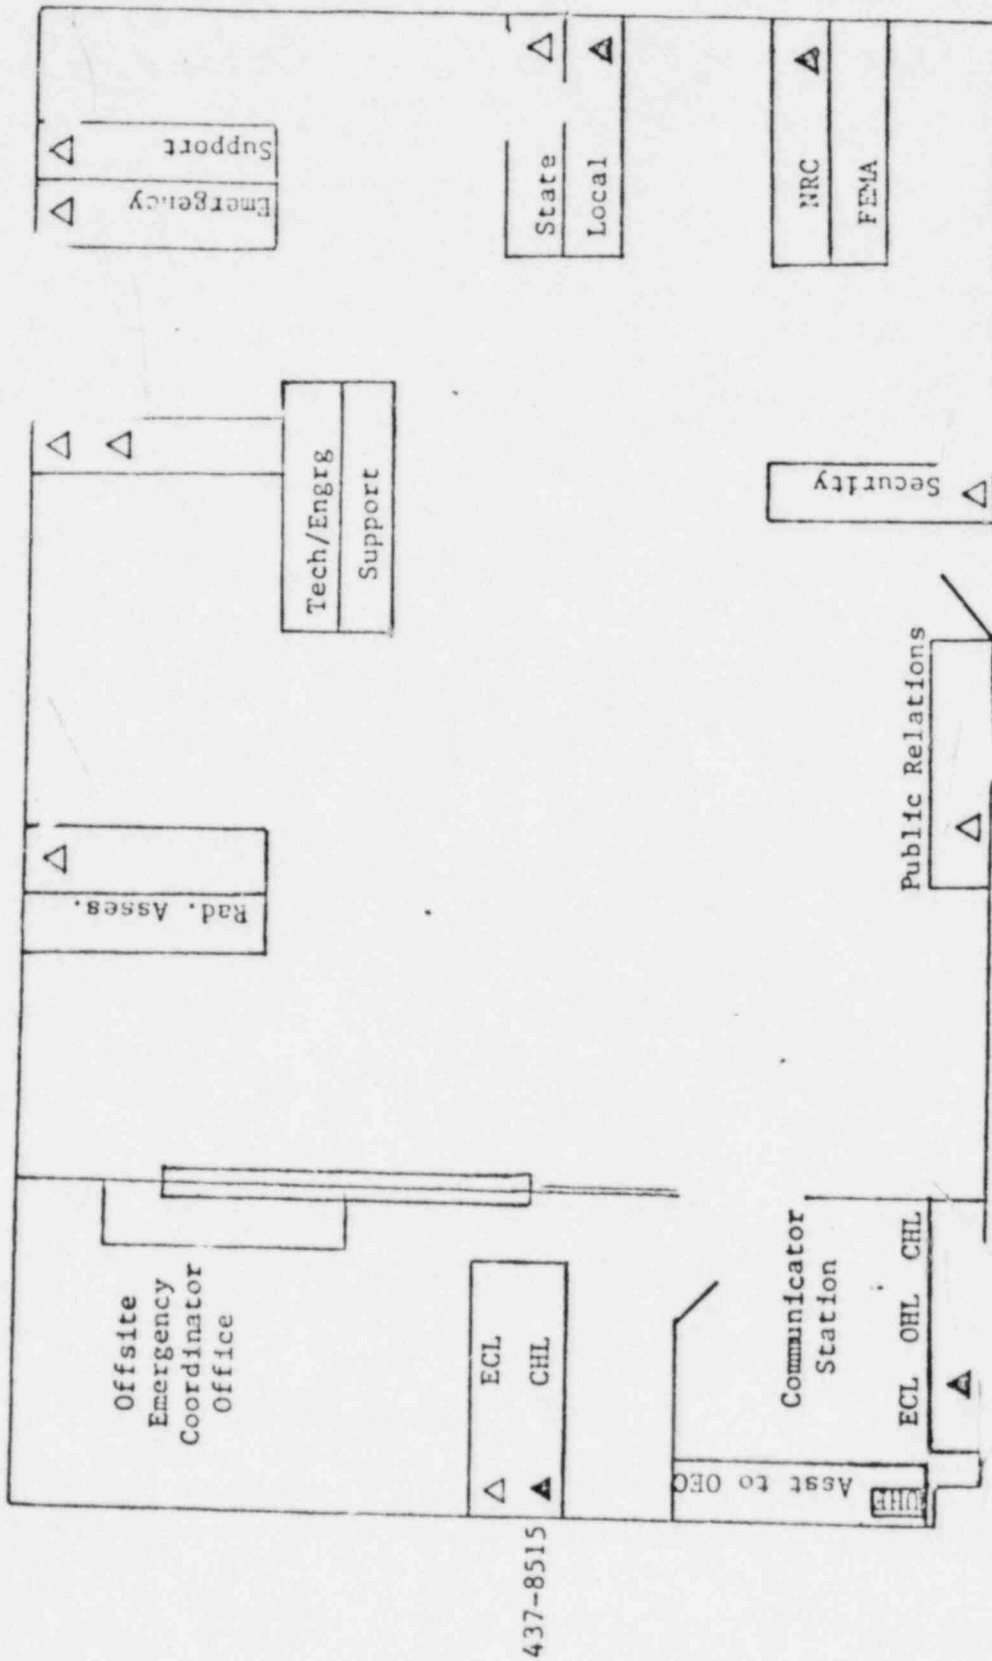 437-8515
Offsite
Emergency
Coordinator
Office
ECL
CHL
Asst to OEC
UHF
Communicator
Station
ECL OHL CHL
Rad. Asses.
Public Relations
Tech/Engrg
Support
Security
Emergency
Support
State
Local
NRC
FEMA